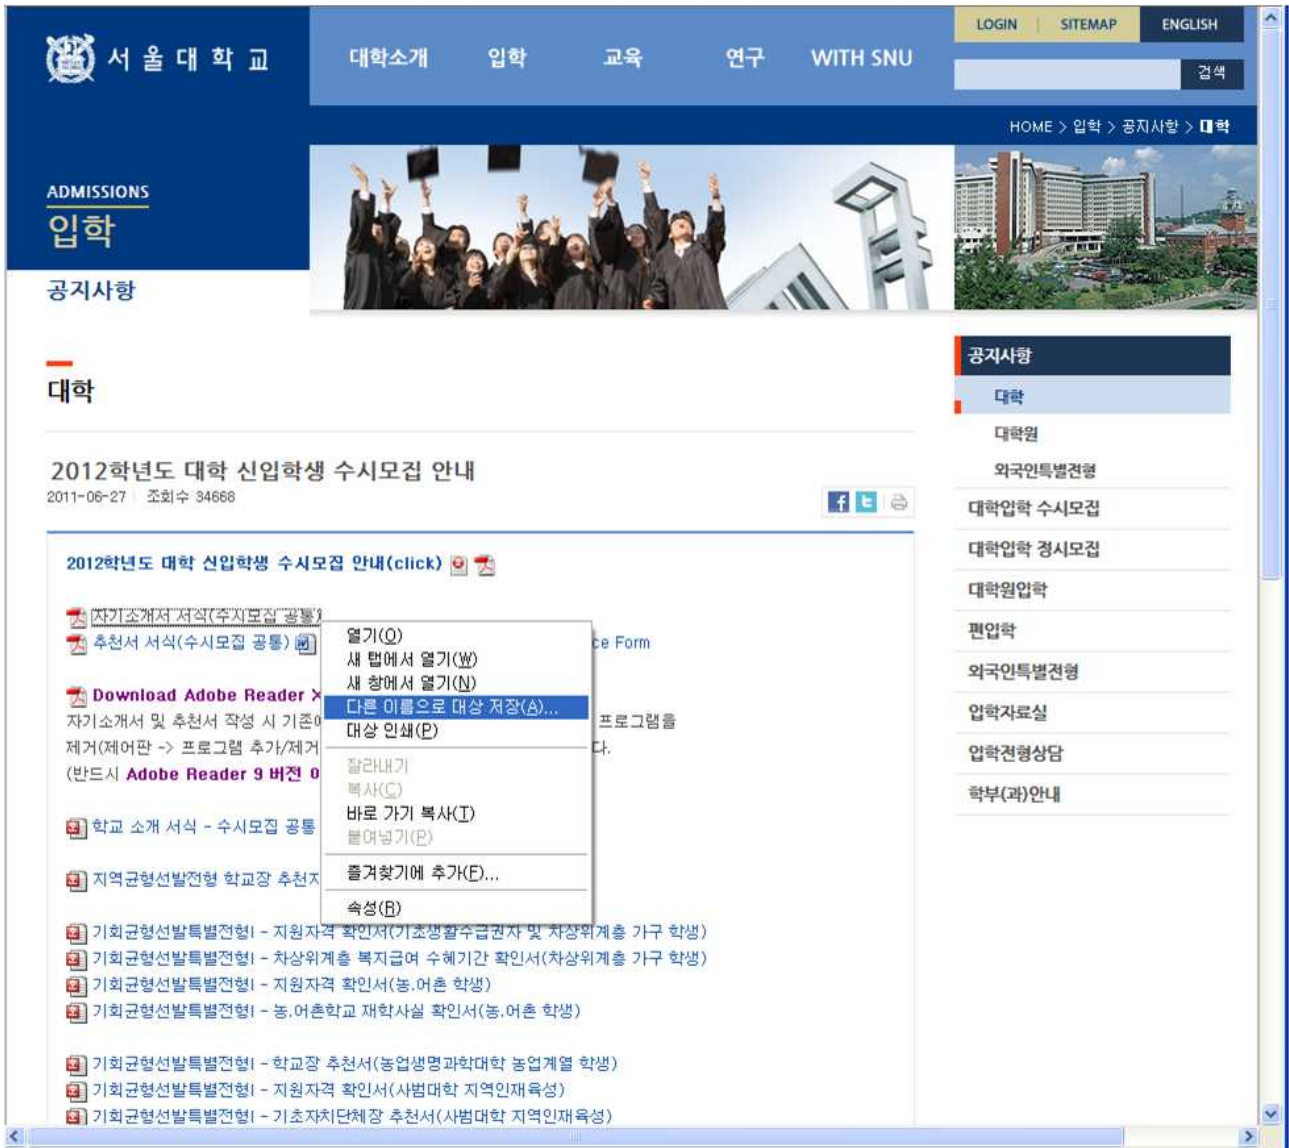 LOGIN | SITEMAP ENGLISH
서울대학교
대학소개 입학 교육 연구 WITH SNU
검색
HOME > 입학 > 공지사항 > 대학
ADMISSIONS
입학
공지사항
대학
2012학년도 대학 신입학생 수시모집 안내
2011-06-27 조회수 34668
2012학년도 대학 신입학생 수시모집 안내(click)
자기소개서 서식(수시모집 공통)
추천서 서식(수시모집 공통) ce Form
Download Adobe Reader X
자기소개서 및 추천서 작성 시 기존에 프로그램을
제거(제어판 -> 프로그램 추가/제거 다.
(반드시 Adobe Reader 9 버전 이
학교 소개 서식 - 수시모집 공통
지역균형선발전형 학교장 추천자
기회균형선발특별전형I - 지원자격 확인서(기초생활수급권자 및 차상위계층 가구 학생)
기회균형선발특별전형I - 차상위계층 복지급여 수혜기간 확인서(차상위계층 가구 학생)
기회균형선발특별전형I - 지원자격 확인서(농.어촌 학생)
기회균형선발특별전형I - 농.어촌학교 재학사실 확인서(농.어촌 학생)
기회균형선발특별전형I - 학교장 추천서(농업생명과학대학 농업계열 학생)
기회균형선발특별전형I - 지원자격 확인서(사범대학 지역인재육성)
기회균형선발특별전형I - 기초자치단체장 추천서(사범대학 지역인재육성)
열기(O)
새 탭에서 열기(W)
새 창에서 열기(N)
다른 이름으로 대상 저장(A)...
대상 인쇄(P)
잘라내기
복사(C)
바로 가기 복사(T)
붙여넣기(P)
즐겨찾기에 추가(F)...
속성(R)
공지사항
대학
대학원
외국인특별전형
대학입학 수시모집
대학입학 정시모집
대학원입학
편입학
외국인특별전형
입학자료실
입학전형상담
학부(과)안내